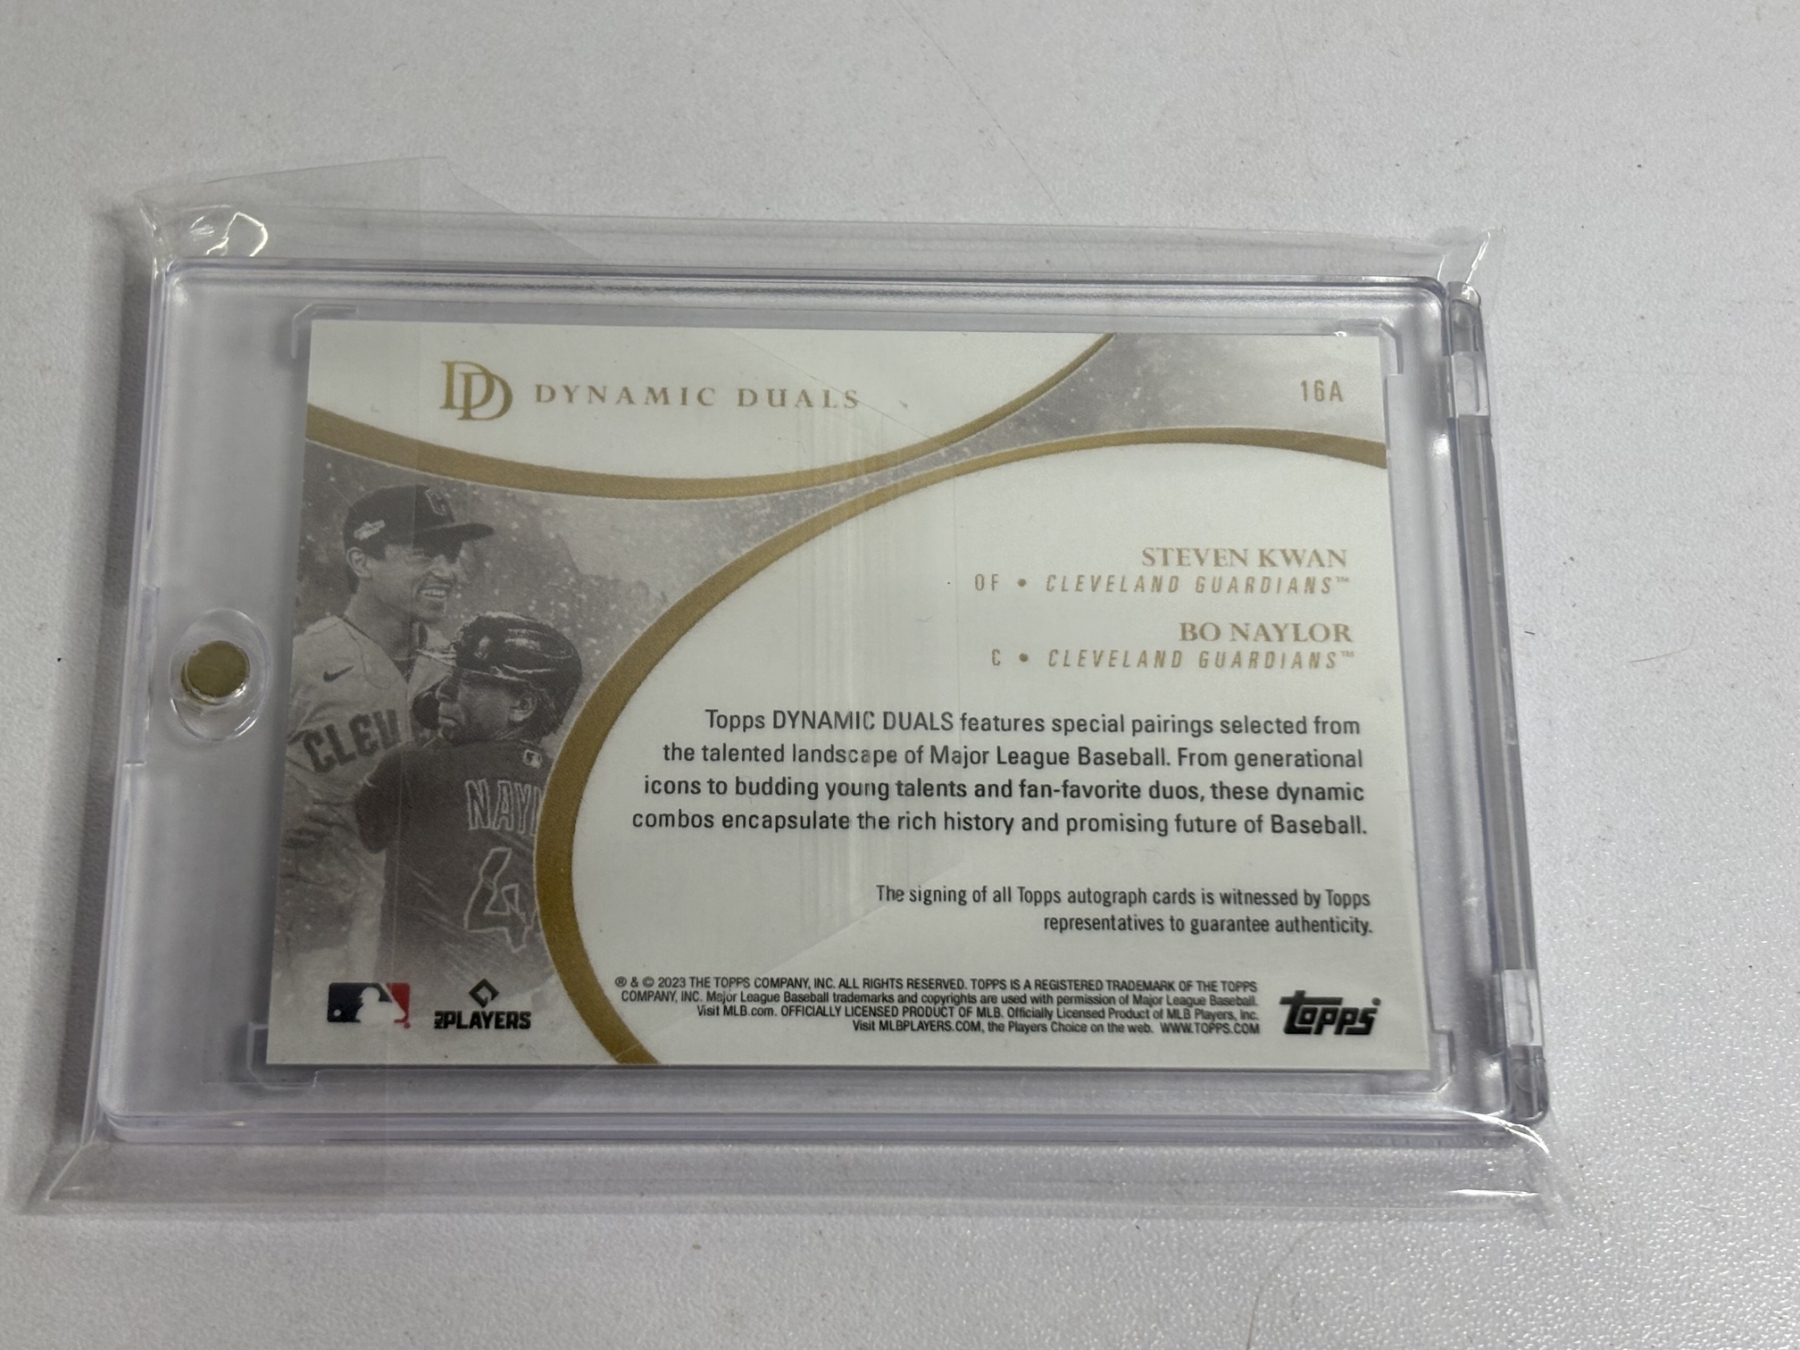 DD DYNAMIC DUALS
16A
STEVEN KWAN
OF • CLEVELAND GUARDIANS™
BO NAYLOR
C • CLEVELAND GUARDIANS™
Topps DYNAMIC DUALS features special pairings selected from
the talented landscape of Major League Baseball. From generational
icons to budding young talents and fan-favorite duos, these dynamic
combos encapsulate the rich history and promising future of Baseball.
The signing of all Topps autograph cards is witnessed by Topps
representatives to guarantee authenticity.
® & © 2023 THE TOPPS COMPANY, INC. ALL RIGHTS RESERVED. TOPPS IS A REGISTERED TRADEMARK OF THE TOPPS
COMPANY, INC. Major League Baseball trademarks and copyrights are used with permission of Major League Baseball.
Visit MLB.com. OFFICIALLY LICENSED PRODUCT OF MLB. Officially Licensed Product of MLB Players, Inc.
Visit MLBPLAYERS.COM, the Players Choice on the web. WWW.TOPPS.COM
topps
PLAYERS
C
CLEV
NAYL
4